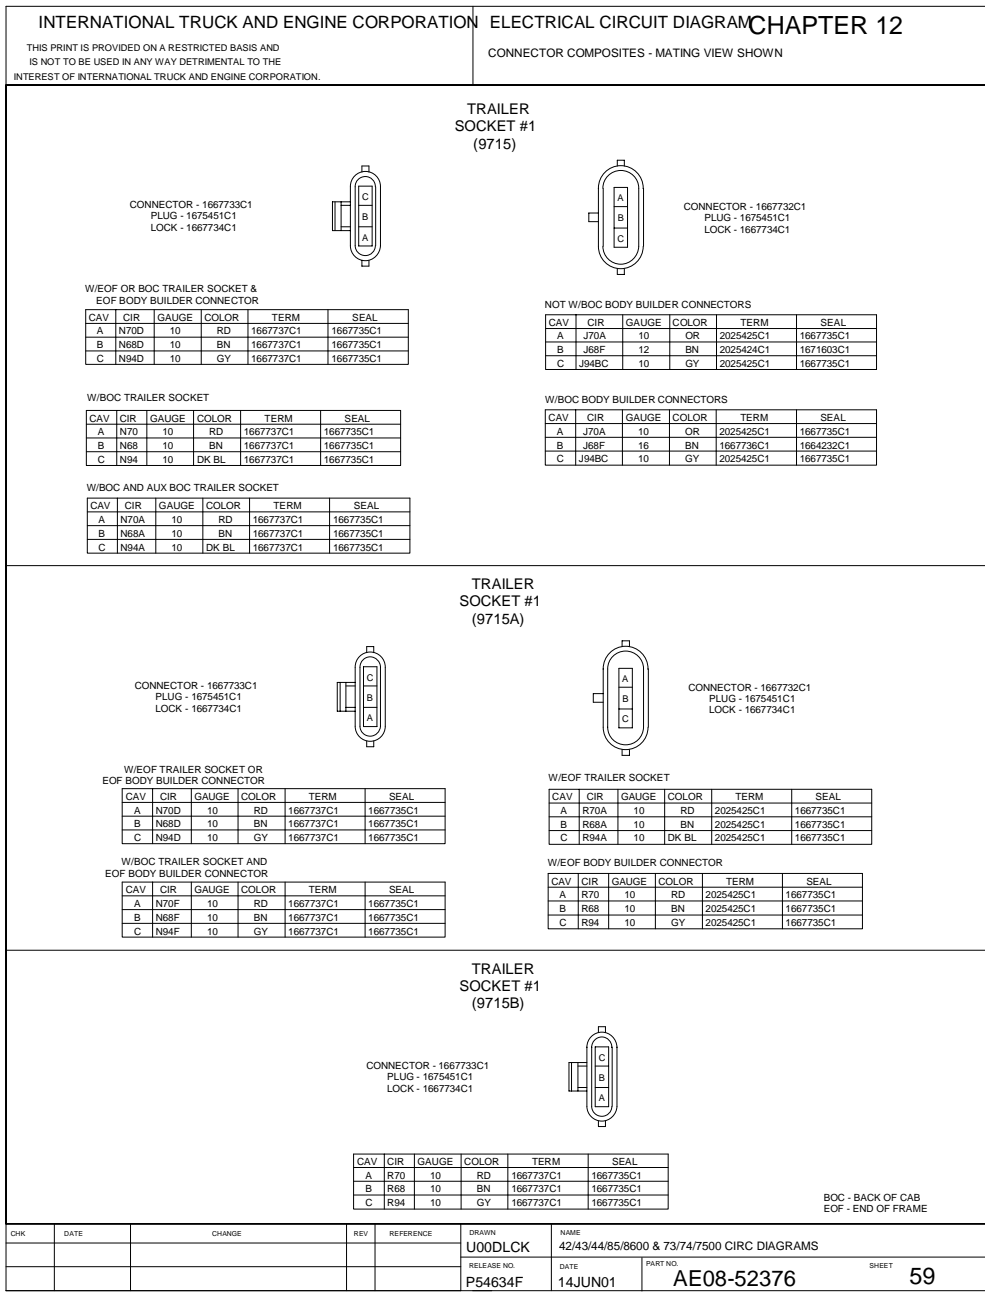 INTERNATIONAL TRUCK AND ENGINE CORPORATION
THIS PRINT IS PROVIDED ON A RESTRICTED BASIS AND
IS NOT TO BE USED IN ANY WAY DETRIMENTAL TO THE
INTEREST OF INTERNATIONAL TRUCK AND ENGINE CORPORATION.
ELECTRICAL CIRCUIT DIAGRAM CHAPTER 12
CONNECTOR COMPOSITES - MATING VIEW SHOWN
TRAILER
SOCKET #1
(9715)
CONNECTOR - 1667733C1
PLUG - 1675451C1
LOCK - 1667734C1
C
B
A
W/EOF OR BOC TRAILER SOCKET &
EOF BODY BUILDER CONNECTOR
CAV CIR GAUGE COLOR TERM SEAL
A N70D 10 RD 1667737C1 1667735C1
B N68D 10 BN 1667737C1 1667735C1
C N94D 10 GY 1667737C1 1667735C1
W/BOC TRAILER SOCKET
CAV CIR GAUGE COLOR TERM SEAL
A N70 10 RD 1667737C1 1667735C1
B N68 10 BN 1667737C1 1667735C1
C N94 10 DK BL 1667737C1 1667735C1
W/BOC AND AUX BOC TRAILER SOCKET
CAV CIR GAUGE COLOR TERM SEAL
A N70A 10 RD 1667737C1 1667735C1
B N68A 10 BN 1667737C1 1667735C1
C N94A 10 DK BL 1667737C1 1667735C1
A
B
C
CONNECTOR - 1667732C1
PLUG - 1675451C1
LOCK - 1667734C1
NOT W/BOC BODY BUILDER CONNECTORS
CAV CIR GAUGE COLOR TERM SEAL
A J70A 10 OR 2025425C1 1667735C1
B J68F 12 BN 2025424C1 1671603C1
C J94BC 10 GY 2025425C1 1667735C1
W/BOC BODY BUILDER CONNECTORS
CAV CIR GAUGE COLOR TERM SEAL
A J70A 10 OR 2025425C1 1667735C1
B J68F 16 BN 1667736C1 1664232C1
C J94BC 10 GY 2025425C1 1667735C1
TRAILER
SOCKET #1
(9715A)
CONNECTOR - 1667733C1
PLUG - 1675451C1
LOCK - 1667734C1
C
B
A
W/EOF TRAILER SOCKET OR
EOF BODY BUILDER CONNECTOR
CAV CIR GAUGE COLOR TERM SEAL
A N70D 10 RD 1667737C1 1667735C1
B N68D 10 BN 1667737C1 1667735C1
C N94D 10 GY 1667737C1 1667735C1
W/BOC TRAILER SOCKET AND
EOF BODY BUILDER CONNECTOR
CAV CIR GAUGE COLOR TERM SEAL
A N70F 10 RD 1667737C1 1667735C1
B N68F 10 BN 1667737C1 1667735C1
C N94F 10 GY 1667737C1 1667735C1
A
B
C
CONNECTOR - 1667732C1
PLUG - 1675451C1
LOCK - 1667734C1
W/EOF TRAILER SOCKET
CAV CIR GAUGE COLOR TERM SEAL
A R70A 10 RD 2025425C1 1667735C1
B R68A 10 BN 2025425C1 1667735C1
C R94A 10 DK BL 2025425C1 1667735C1
W/EOF BODY BUILDER CONNECTOR
CAV CIR GAUGE COLOR TERM SEAL
A R70 10 RD 2025425C1 1667735C1
B R68 10 BN 2025425C1 1667735C1
C R94 10 GY 2025425C1 1667735C1
TRAILER
SOCKET #1
(9715B)
CONNECTOR - 1667733C1
PLUG - 1675451C1
LOCK - 1667734C1
C
B
A
CAV CIR GAUGE COLOR TERM SEAL
A R70 10 RD 1667737C1 1667735C1
B R68 10 BN 1667737C1 1667735C1
C R94 10 GY 1667737C1 1667735C1
BOC - BACK OF CAB
EOF - END OF FRAME
CHK DATE CHANGE REV REFERENCE
DRAWN
U00DLCK
NAME
42/43/44/85/8600 & 73/74/7500 CIRC DIAGRAMS
RELEASE NO.
P54634F
DATE
14JUN01
PART NO.
AE08-52376
SHEET 59